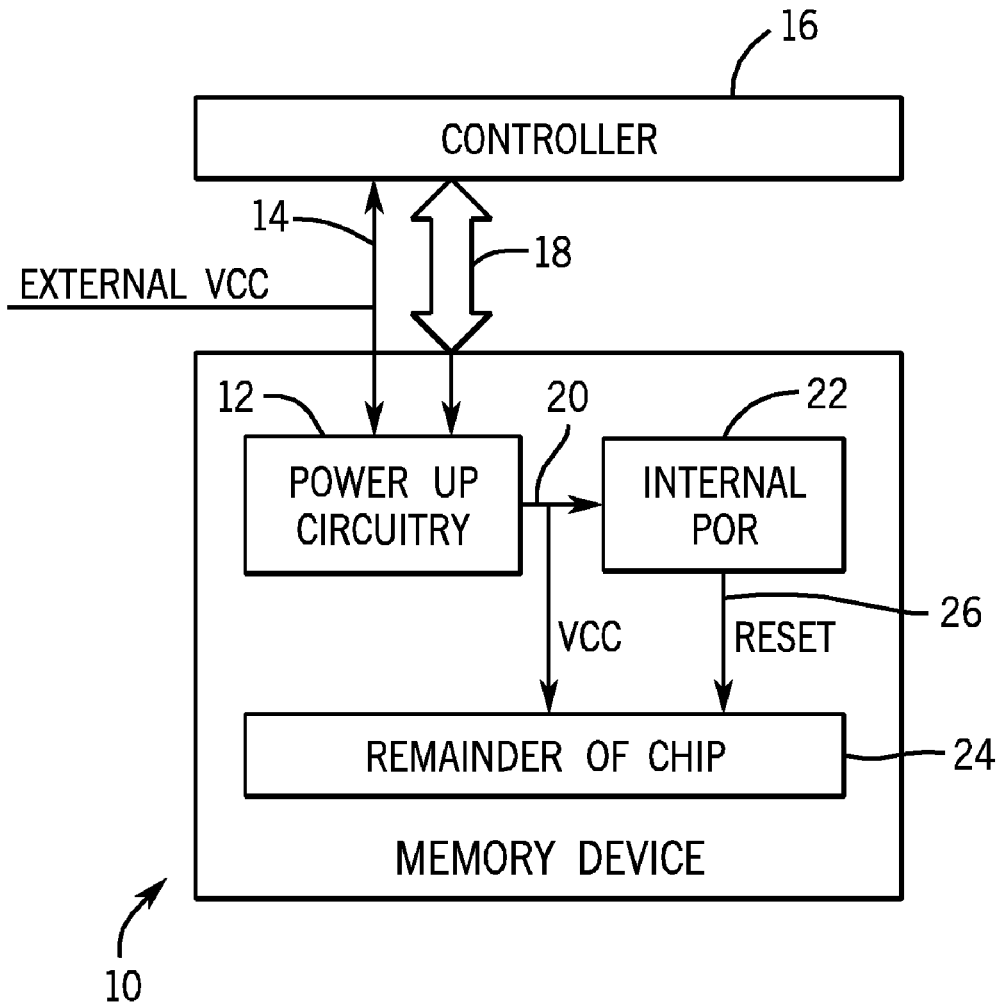 16
CONTROLLER
14
18
EXTERNAL VCC
12
20
22
POWER UP
CIRCUITRY
INTERNAL
POR
26
VCC
RESET
REMAINDER OF CHIP
24
MEMORY DEVICE
10